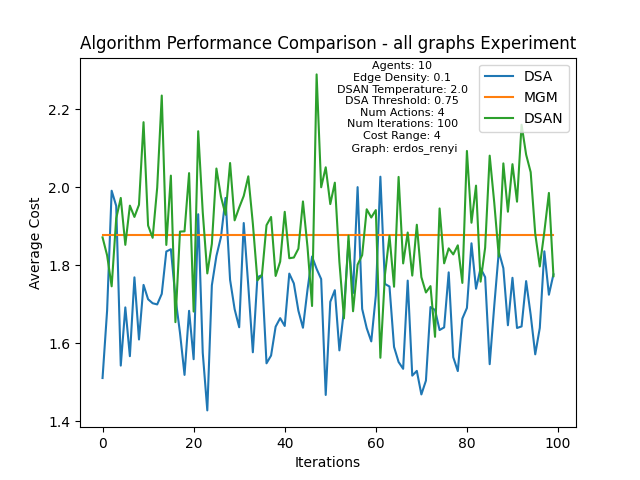 Algorithm Performance Comparison - all graphs Experiment
Agents: 10
Edge Density: 0.1
DSAN Temperature: 2.0
DSA Threshold: 0.75
Num Actions: 4
Num Iterations: 100
Cost Range: 4
Graph: erdos_renyi
DSA
MGM
DSAN
Average Cost
2.2
2.0
1.8
1.6
1.4
0 20 40 60 80 100
Iterations